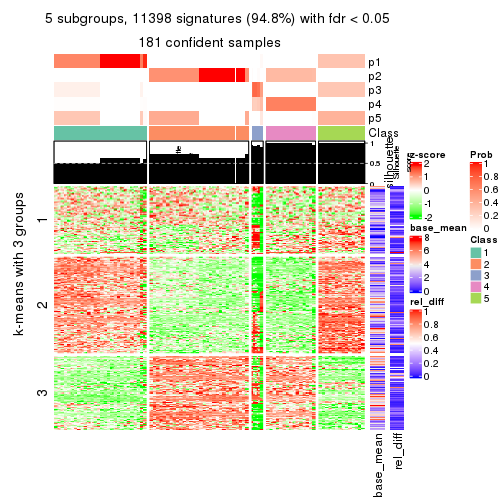 5 subgroups, 11398 signatures (94.8%) with fdr < 0.05
181 confident samples
p1
p2
p3
p4
p5
Class
1
0.5
0
Silhouette score
k-means with 3 groups
1
2
3
base_mean
rel_diff
z-score
2
1
0
-1
-2
base_mean
8
6
4
2
0
rel_diff
1
0.8
0.6
0.4
0.2
0
Prob
1
0.8
0.6
0.4
0.2
0
Class
1
2
3
4
5